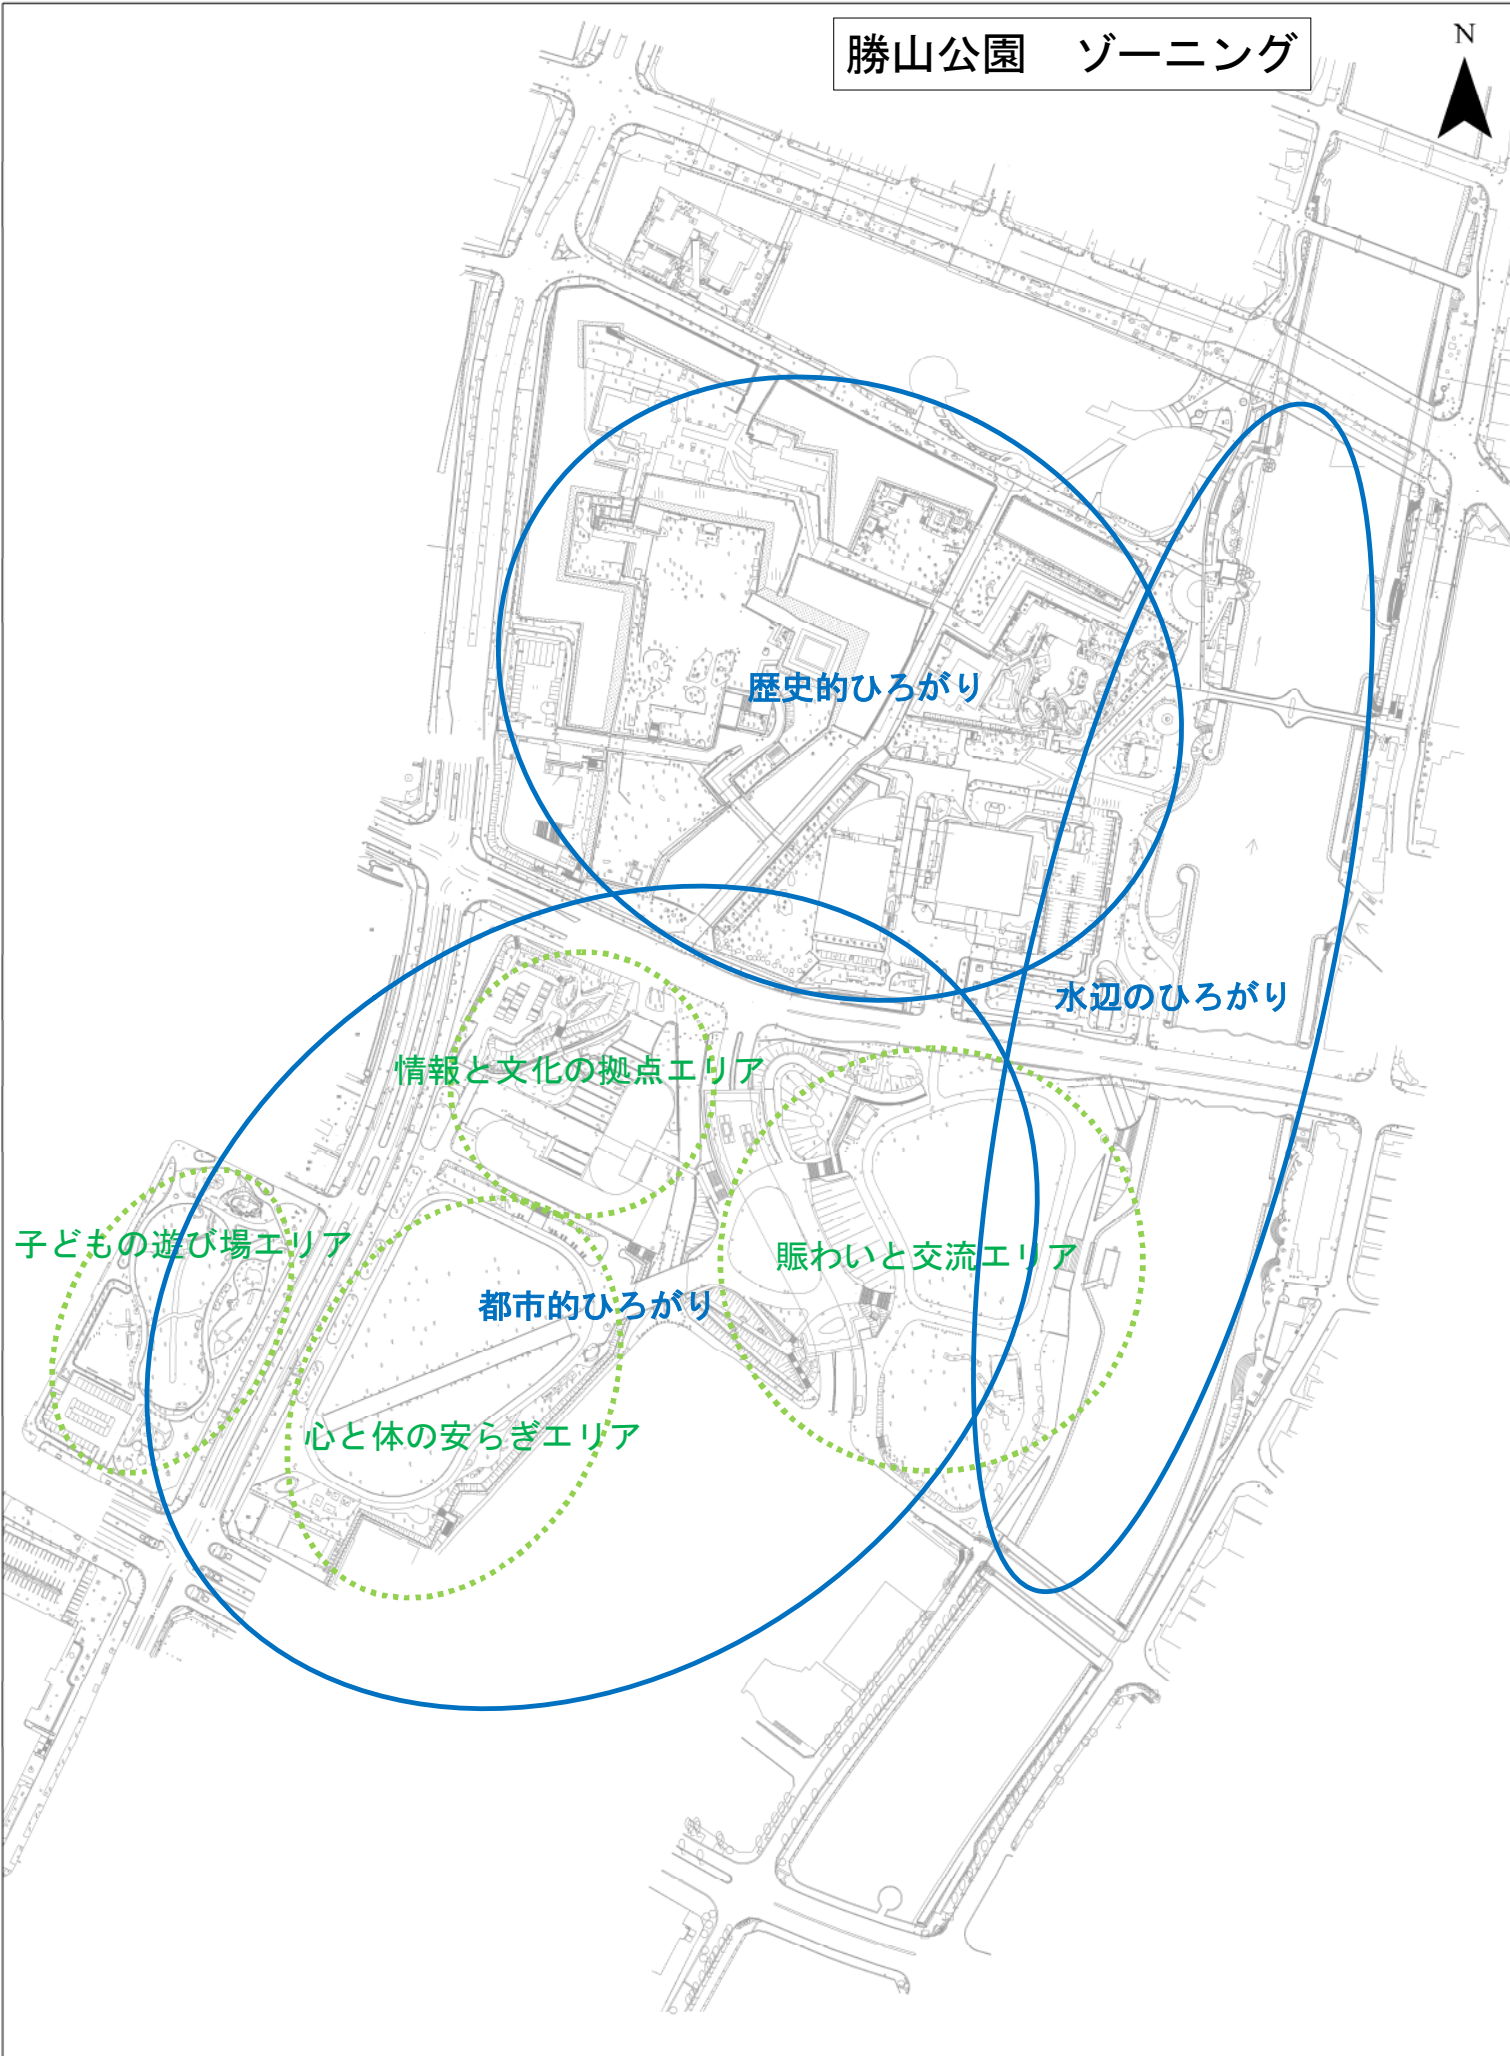 勝山公園　ゾーニング
N
歴史的ひろがり
水辺のひろがり
情報と文化の拠点エリア
子どもの遊び場エリア
賑わいと交流エリア
都市的ひろがり
心と体の安らぎエリア